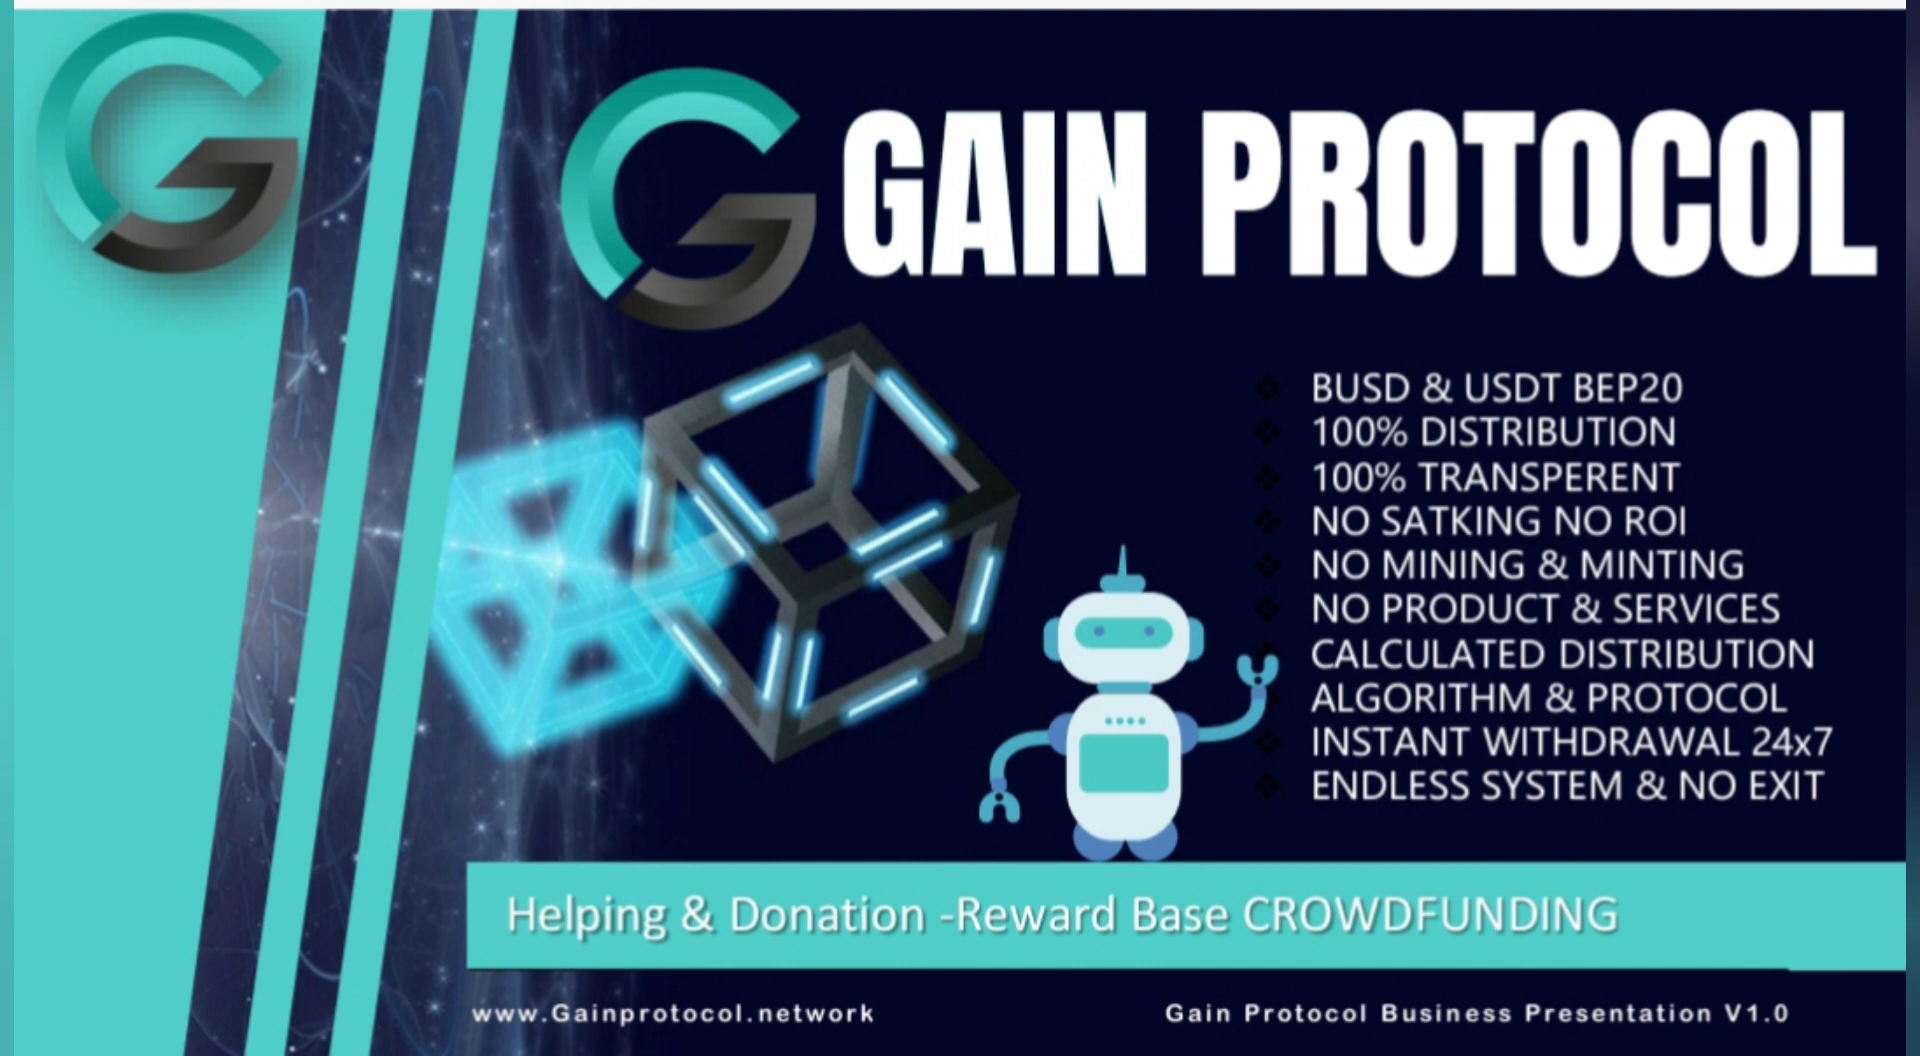 GAIN PROTOCOL
BUSD & USDT BEP20
100% DISTRIBUTION
100% TRANSPERENT
NO SATKING NO ROI
NO MINING & MINTING
NO PRODUCT & SERVICES
CALCULATED DISTRIBUTION
ALGORITHM & PROTOCOL
INSTANT WITHDRAWAL 24x7
ENDLESS SYSTEM & NO EXIT
Helping & Donation -Reward Base CROWDFUNDING
www.Gainprotocol.network
Gain Protocol Business Presentation V1.0